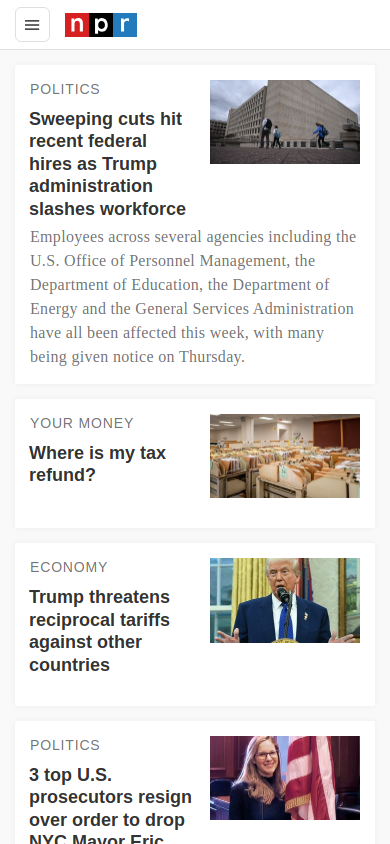 npr
POLITICS
Sweeping cuts hit
recent federal
hires as Trump
administration
slashes workforce
Employees across several agencies including the
U.S. Office of Personnel Management, the
Department of Education, the Department of
Energy and the General Services Administration
have all been affected this week, with many
being given notice on Thursday.
YOUR MONEY
Where is my tax
refund?
ECONOMY
Trump threatens
reciprocal tariffs
against other
countries
POLITICS
3 top U.S.
prosecutors resign
over order to drop
NYC Mayor Eric